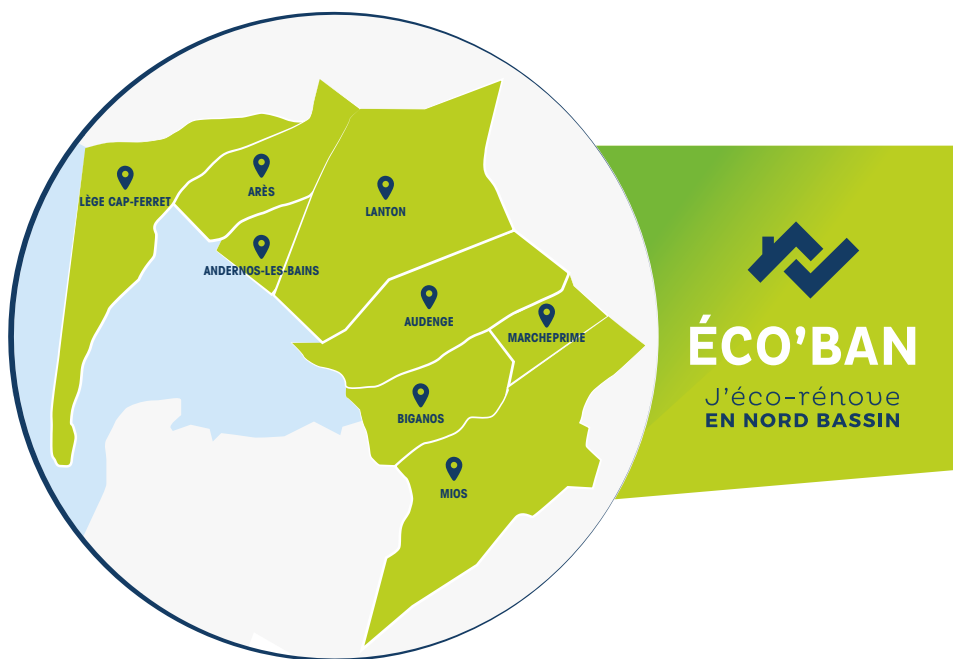 LÈGE CAP-FERRET
ARÈS
LANTON
ANDERNOS-LES-BAINS
AUDENGE
MARCHEPRIME
BIGANOS
MIOS
ÉCO'BAN
J'éco-rénove
EN NORD BASSIN